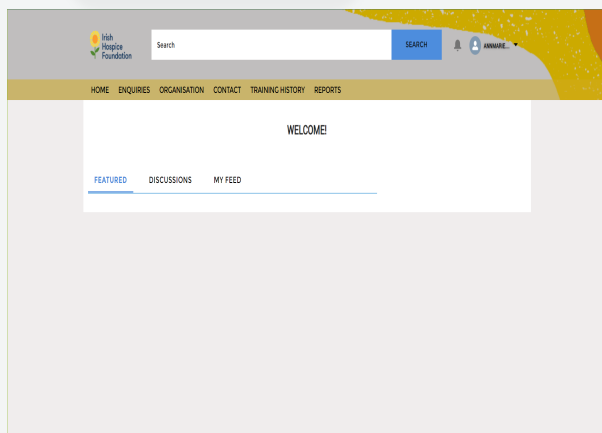 Irish
Hospice
Foundation
Search
SEARCH
ANNMARIE...
HOME ENQUIRIES ORGANISATION CONTACT TRAINING HISTORY REPORTS
WELCOME!
FEATURED DISCUSSIONS MY FEED